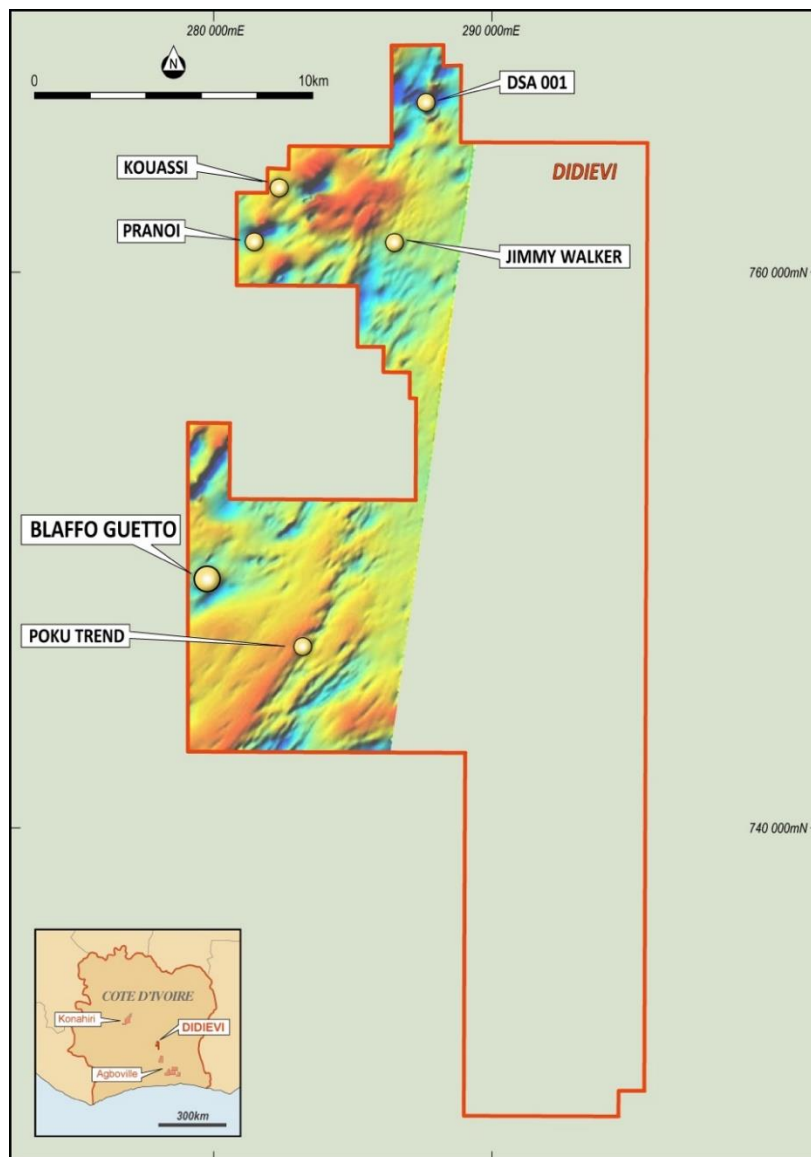 280 000mE
290 000mE
N
0
10km
DSA 001
KOUASSI
DIDIEVI
PRANOI
JIMMY WALKER
760 000mN
BLAFFO GUETTO
POKU TREND
740 000mN
COTE D'IVOIRE
Konahiri
DIDIEVI
Agboville
300km